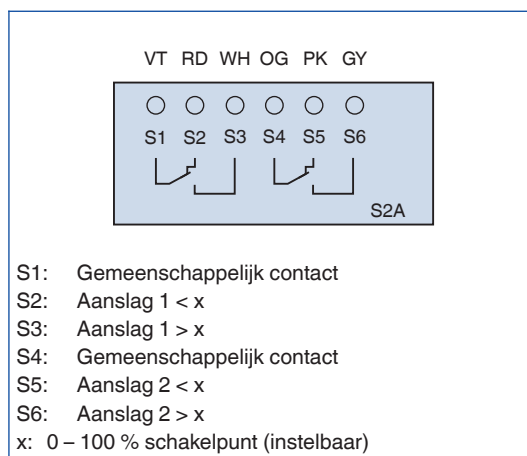 VT RD WH OG PK GY
S1 S2 S3 S4 S5 S6
S2A
S1: Gemeenschappelijk contact
S2: Aanslag 1 < x
S3: Aanslag 1 > x
S4: Gemeenschappelijk contact
S5: Aanslag 2 < x
S6: Aanslag 2 > x
x: 0 – 100 % schakelpunt (instelbaar)